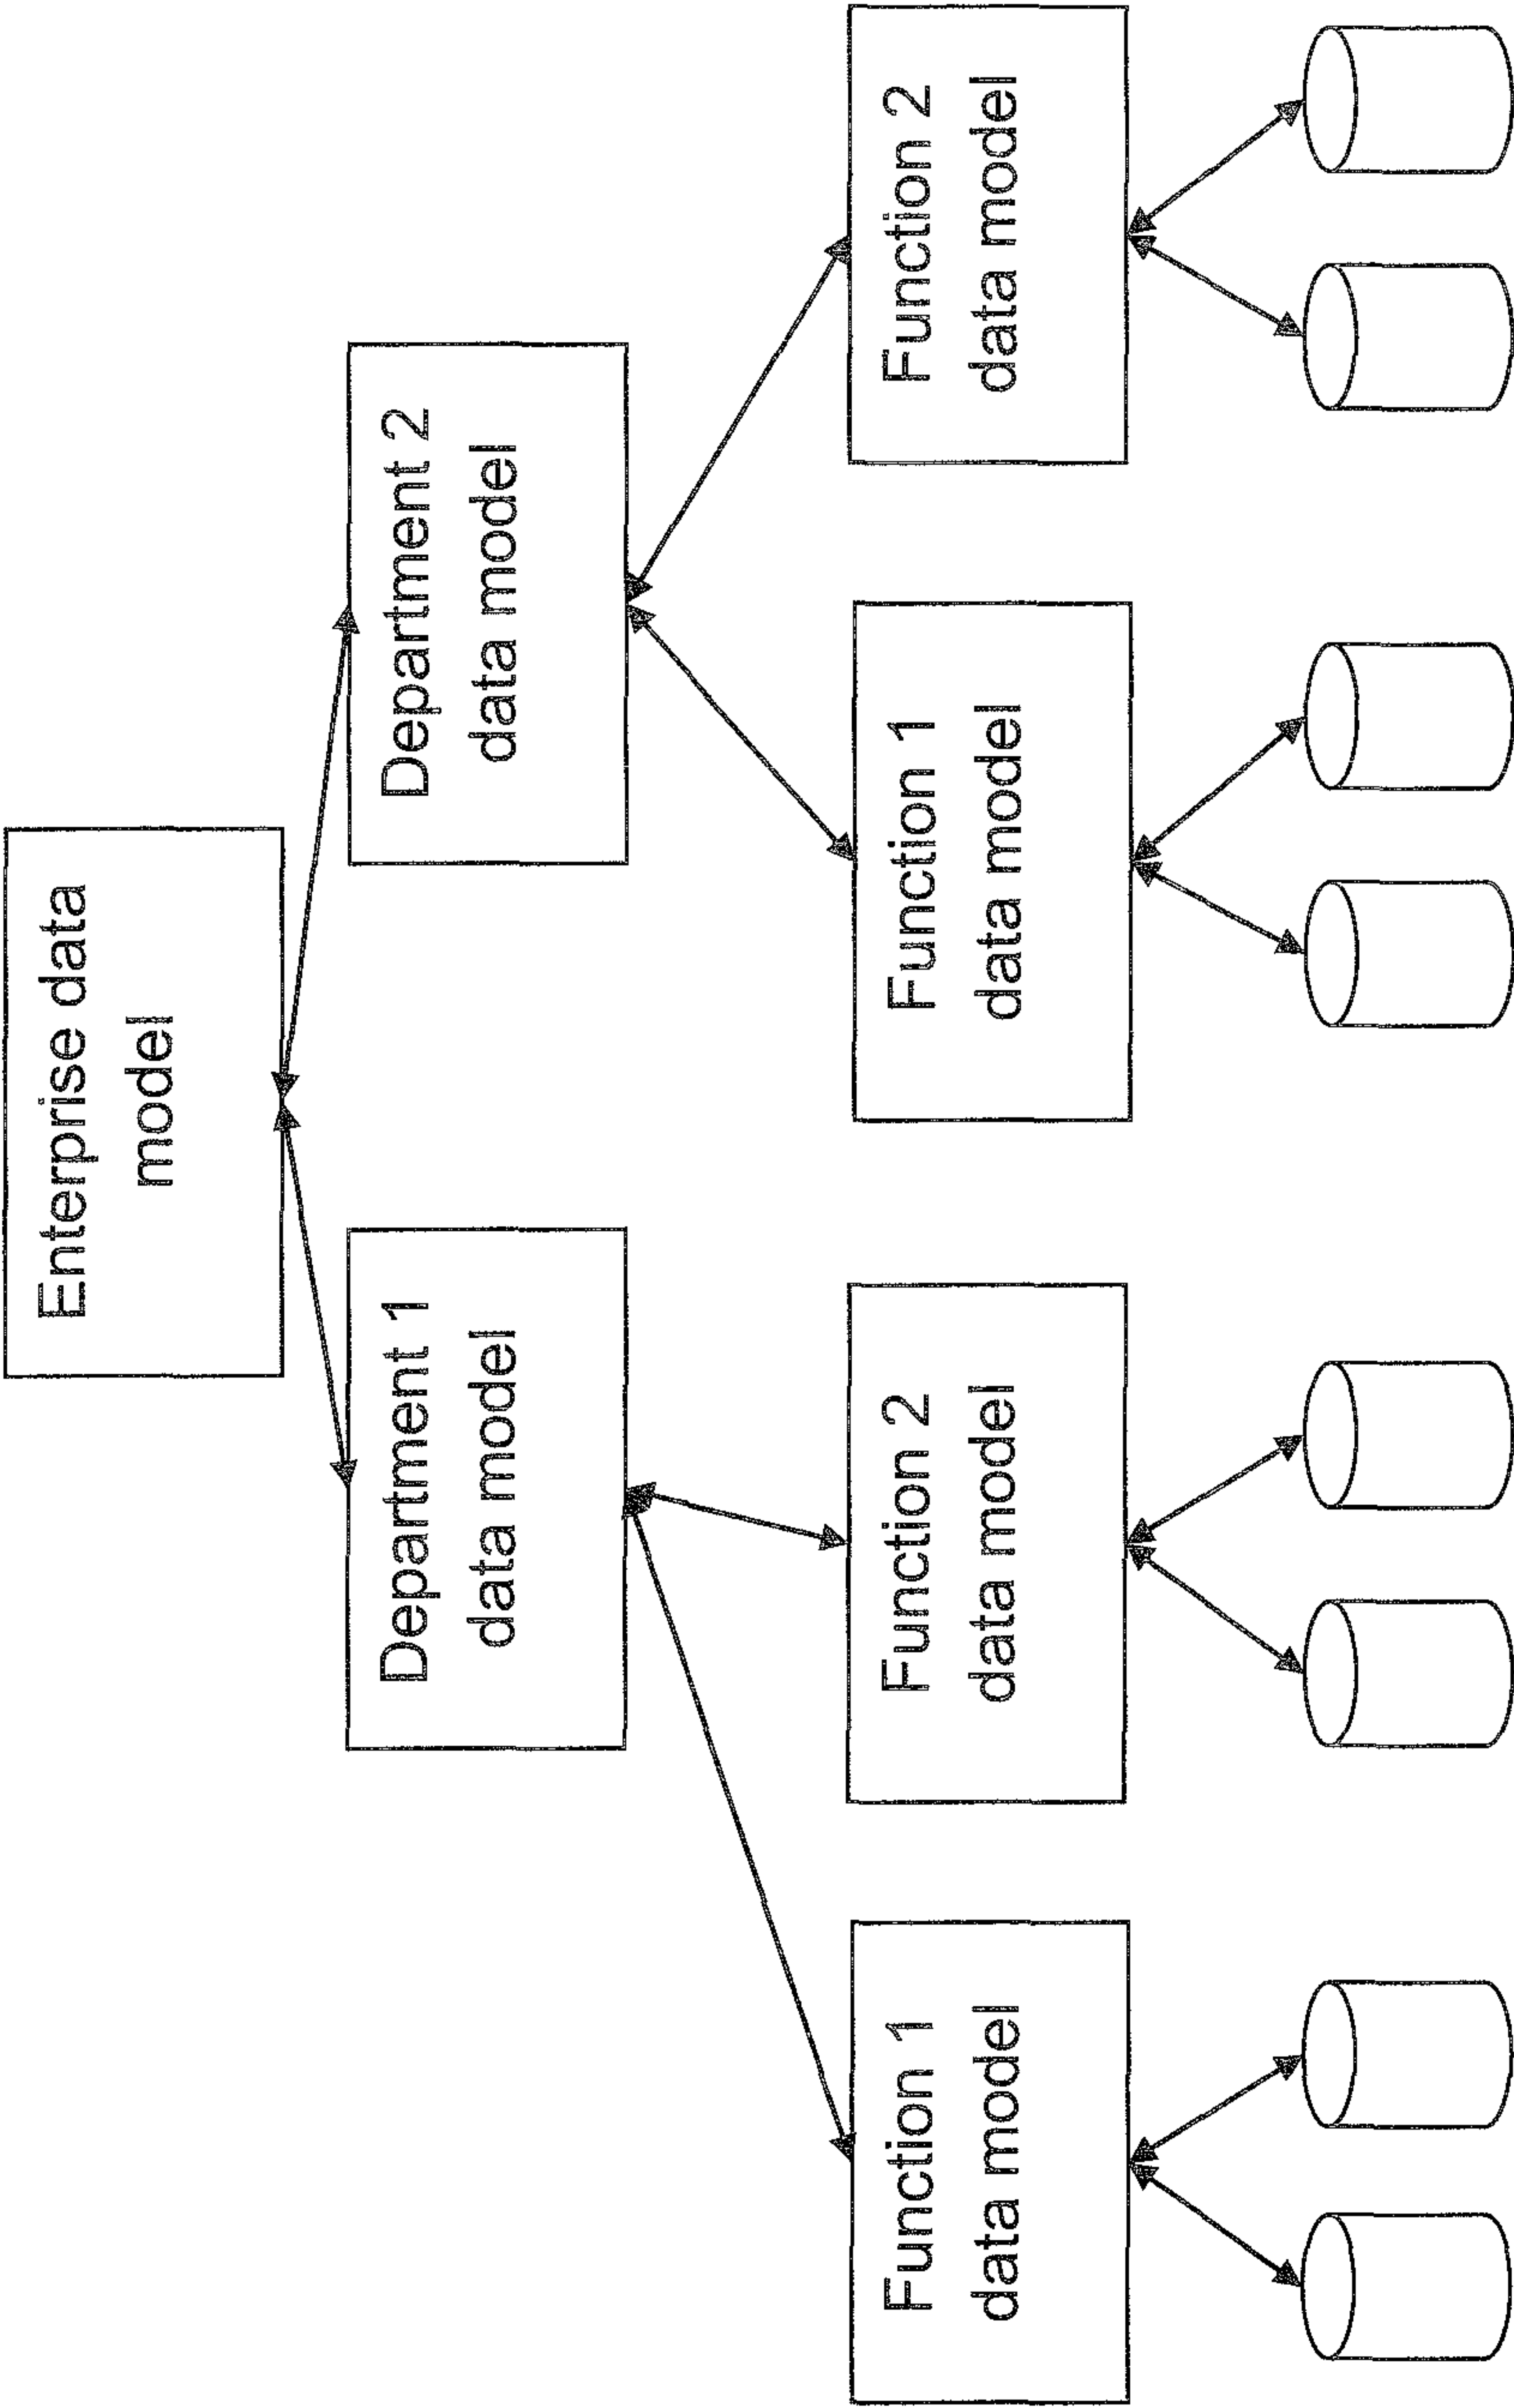 Enterprise data
model
Department 1
data model
Department 2
data model
Function 1
data model
Function 2
data model
Function 1
data model
Function 2
data model